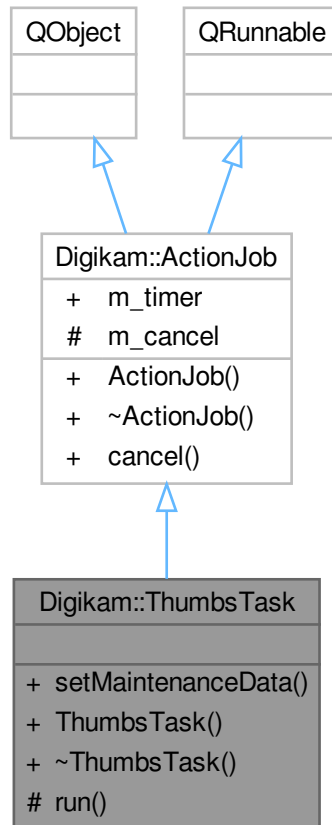 QObject
QRunnable
Digikam::ActionJob
+ m_timer
# m_cancel
+ ActionJob()
+ ~ActionJob()
+ cancel()
Digikam::ThumbsTask
+ setMaintenanceData()
+ ThumbsTask()
+ ~ThumbsTask()
# run()